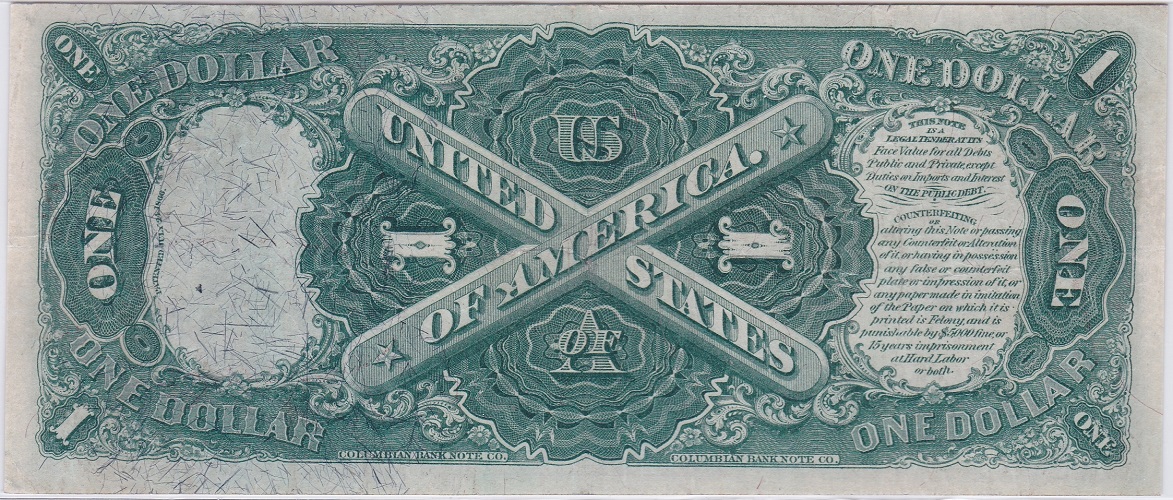 ONE
ONE DOLLAR
ONE DOLLAR
1
US
UNITED
STATES
OF AMERICA.
1
1
OF
A
ONE
ONE
THIS NOTE
IS A
LEGAL TENDER AT ITS
Face Value for all Debts
Public and Private, except
Duties on Imports and Interest
ON THE PUBLIC DEBT.
COUNTERFEITING
OR
altering this Note or passing
any Counterfeit or Alteration
of it, or having in possession
any false or counterfeit
plate or impression of it, or
any paper made in imitation
of the Paper on which it is
printed is Felony, and is
punishable by $5000 fine, or
15 years imprisonment
at Hard Labor
or both.
ONE DOLLAR
ONE DOLLAR
1
ONE
COLUMBIAN BANK NOTE CO.
COLUMBIAN BANK NOTE CO.